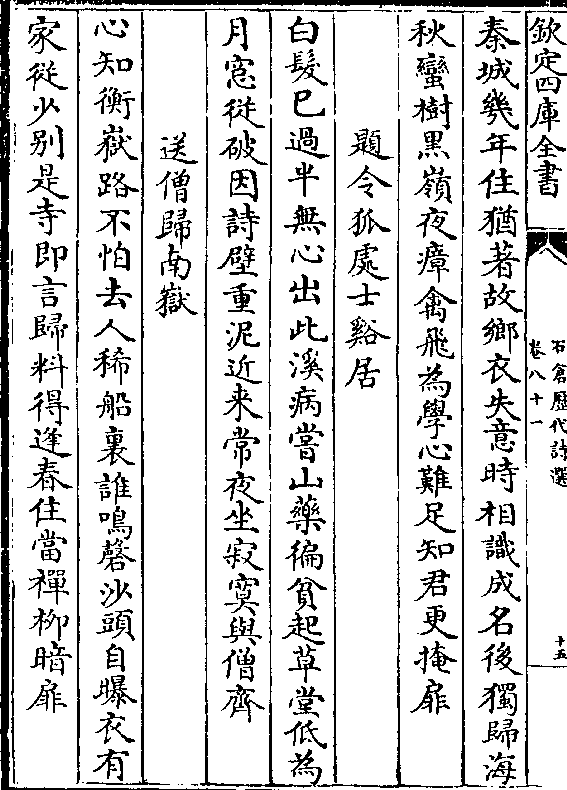 欽定四庫全書
石倉歷代詩選
卷八十一
十五
秦城幾年住猶著故鄉衣失意時相識成名後獨歸海
秋蠻樹黑嶺夜瘴禽飛為學心難足知君更掩扉
題令狐處士谿居
白髮已過半無心出此溪病嘗山藥徧貧起草堂低為
月窓從破因詩壁重泥近来常夜坐寂寞與僧齊
送僧歸南嶽
心知衡嶽路不怕去人稀船裏誰鳴磬沙頭自曝衣有
家從少别是寺即言歸料得逢春住當禪柳暗扉